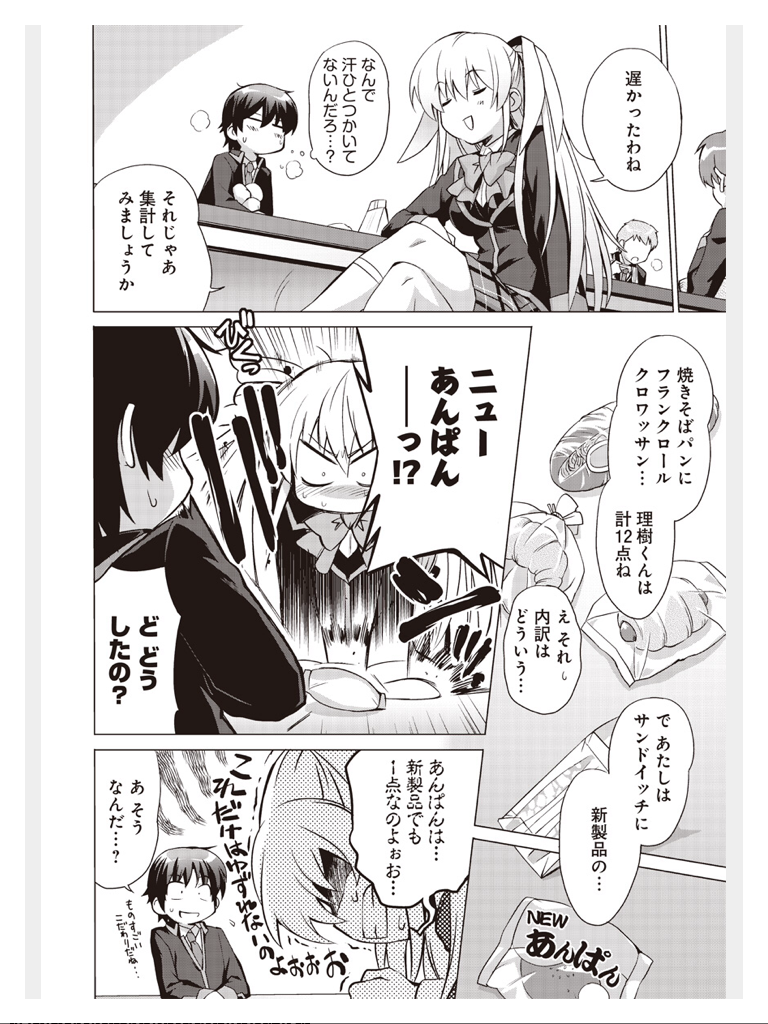 遅かったわね
なんで
汗ひとつかいて
ないんだろ…?
それじゃあ
集計して
みましょうか
焼きそばパンに
フランクロール
クロワッサン…
理樹くんは
計12点ね
え それ
内訳は
どういう…
で あたしは
サンドイッチに
新製品の…
NEW
あんぱん
ニュー
あんぱん
――っ!?
びくっ
ど どう
したの?
あんぱんは…
新製品でも
1点なのよぉお…
これだけはゆずれないの
よぉぉぉお
あ そう
なんだ…?
ものすごい
こだわりだね…